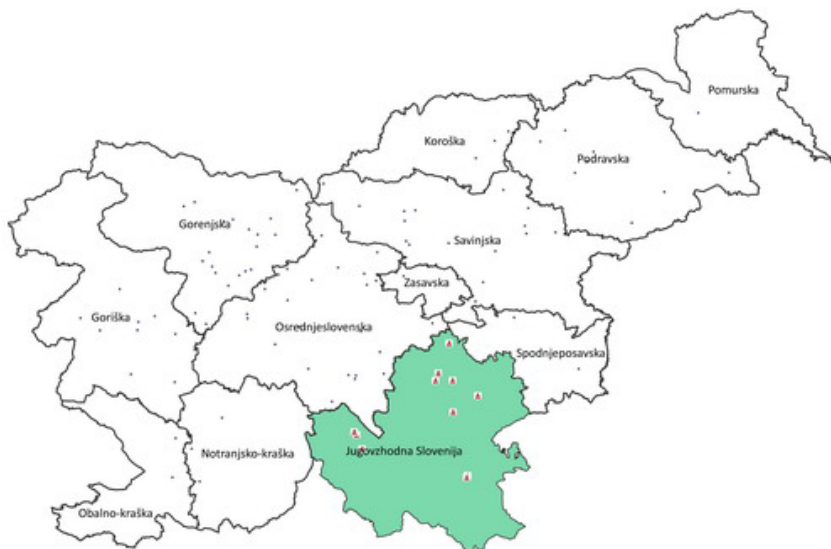 Pomurska
Koroška
Podravska
Gorenjska
Savinjska
Zasavska
Goriška
Osrednjeslovenska
Spodnjeposavska
Notranjsko-kraška
Jugovzhodna Slovenija
Obalno-kraška